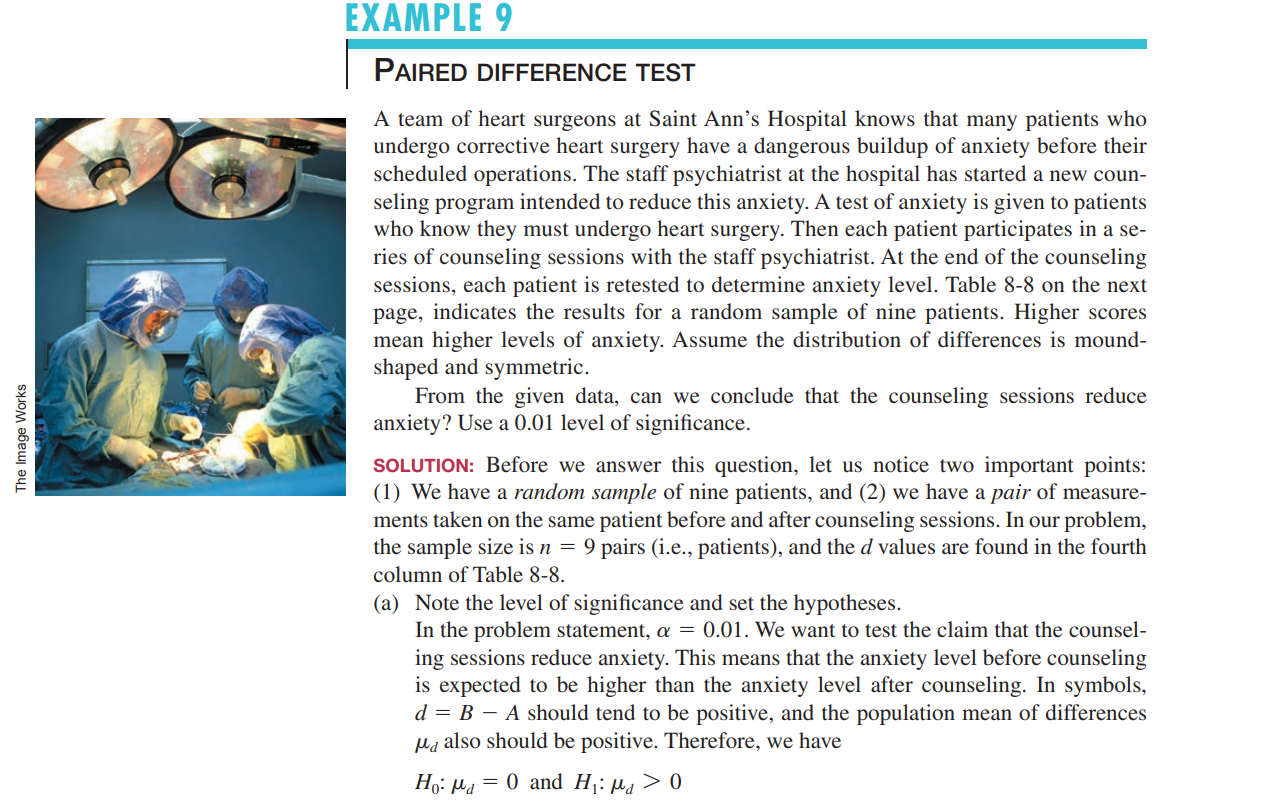 EXAMPLE 9
PAIRED DIFFERENCE TEST
A team of heart surgeons at Saint Ann's Hospital knows that many patients who
undergo corrective heart surgery have a dangerous buildup of anxiety before their
scheduled operations. The staff psychiatrist at the hospital has started a new coun-
seling program intended to reduce this anxiety. A test of anxiety is given to patients
who know they must undergo heart surgery. Then each patient participates in a se-
ries of counseling sessions with the staff psychiatrist. At the end of the counseling
sessions, each patient is retested to determine anxiety level. Table 8-8 on the next
page, indicates the results for a random sample of nine patients. Higher scores
mean higher levels of anxiety. Assume the distribution of differences is mound-
shaped and symmetric.
From the given data, can we conclude that the counseling sessions reduce
anxiety? Use a 0.01 level of significance.
The Image Works
SOLUTION: Before we answer this question, let us notice two important points:
(1) We have a random sample of nine patients, and (2) we have a pair of measure-
ments taken on the same patient before and after counseling sessions. In our problem,
the sample size is n = 9 pairs (i.e., patients), and the d values are found in the fourth
column of Table 8-8.
(a) Note the level of significance and set the hypotheses.
In the problem statement, α = 0.01. We want to test the claim that the counsel-
ing sessions reduce anxiety. This means that the anxiety level before counseling
is expected to be higher than the anxiety level after counseling. In symbols,
d = B − A should tend to be positive, and the population mean of differences
μd also should be positive. Therefore, we have
H0: μd = 0 and H1: μd > 0